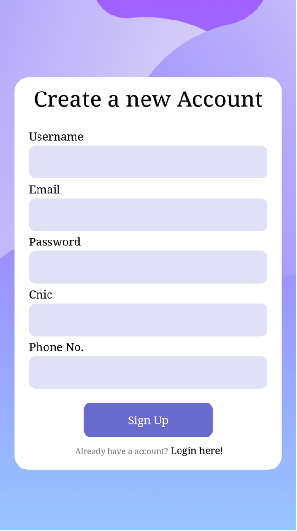 Create a new Account
Username
Email
Password
Cnic
Phone No.
Sign Up
Already have a account? Login here!